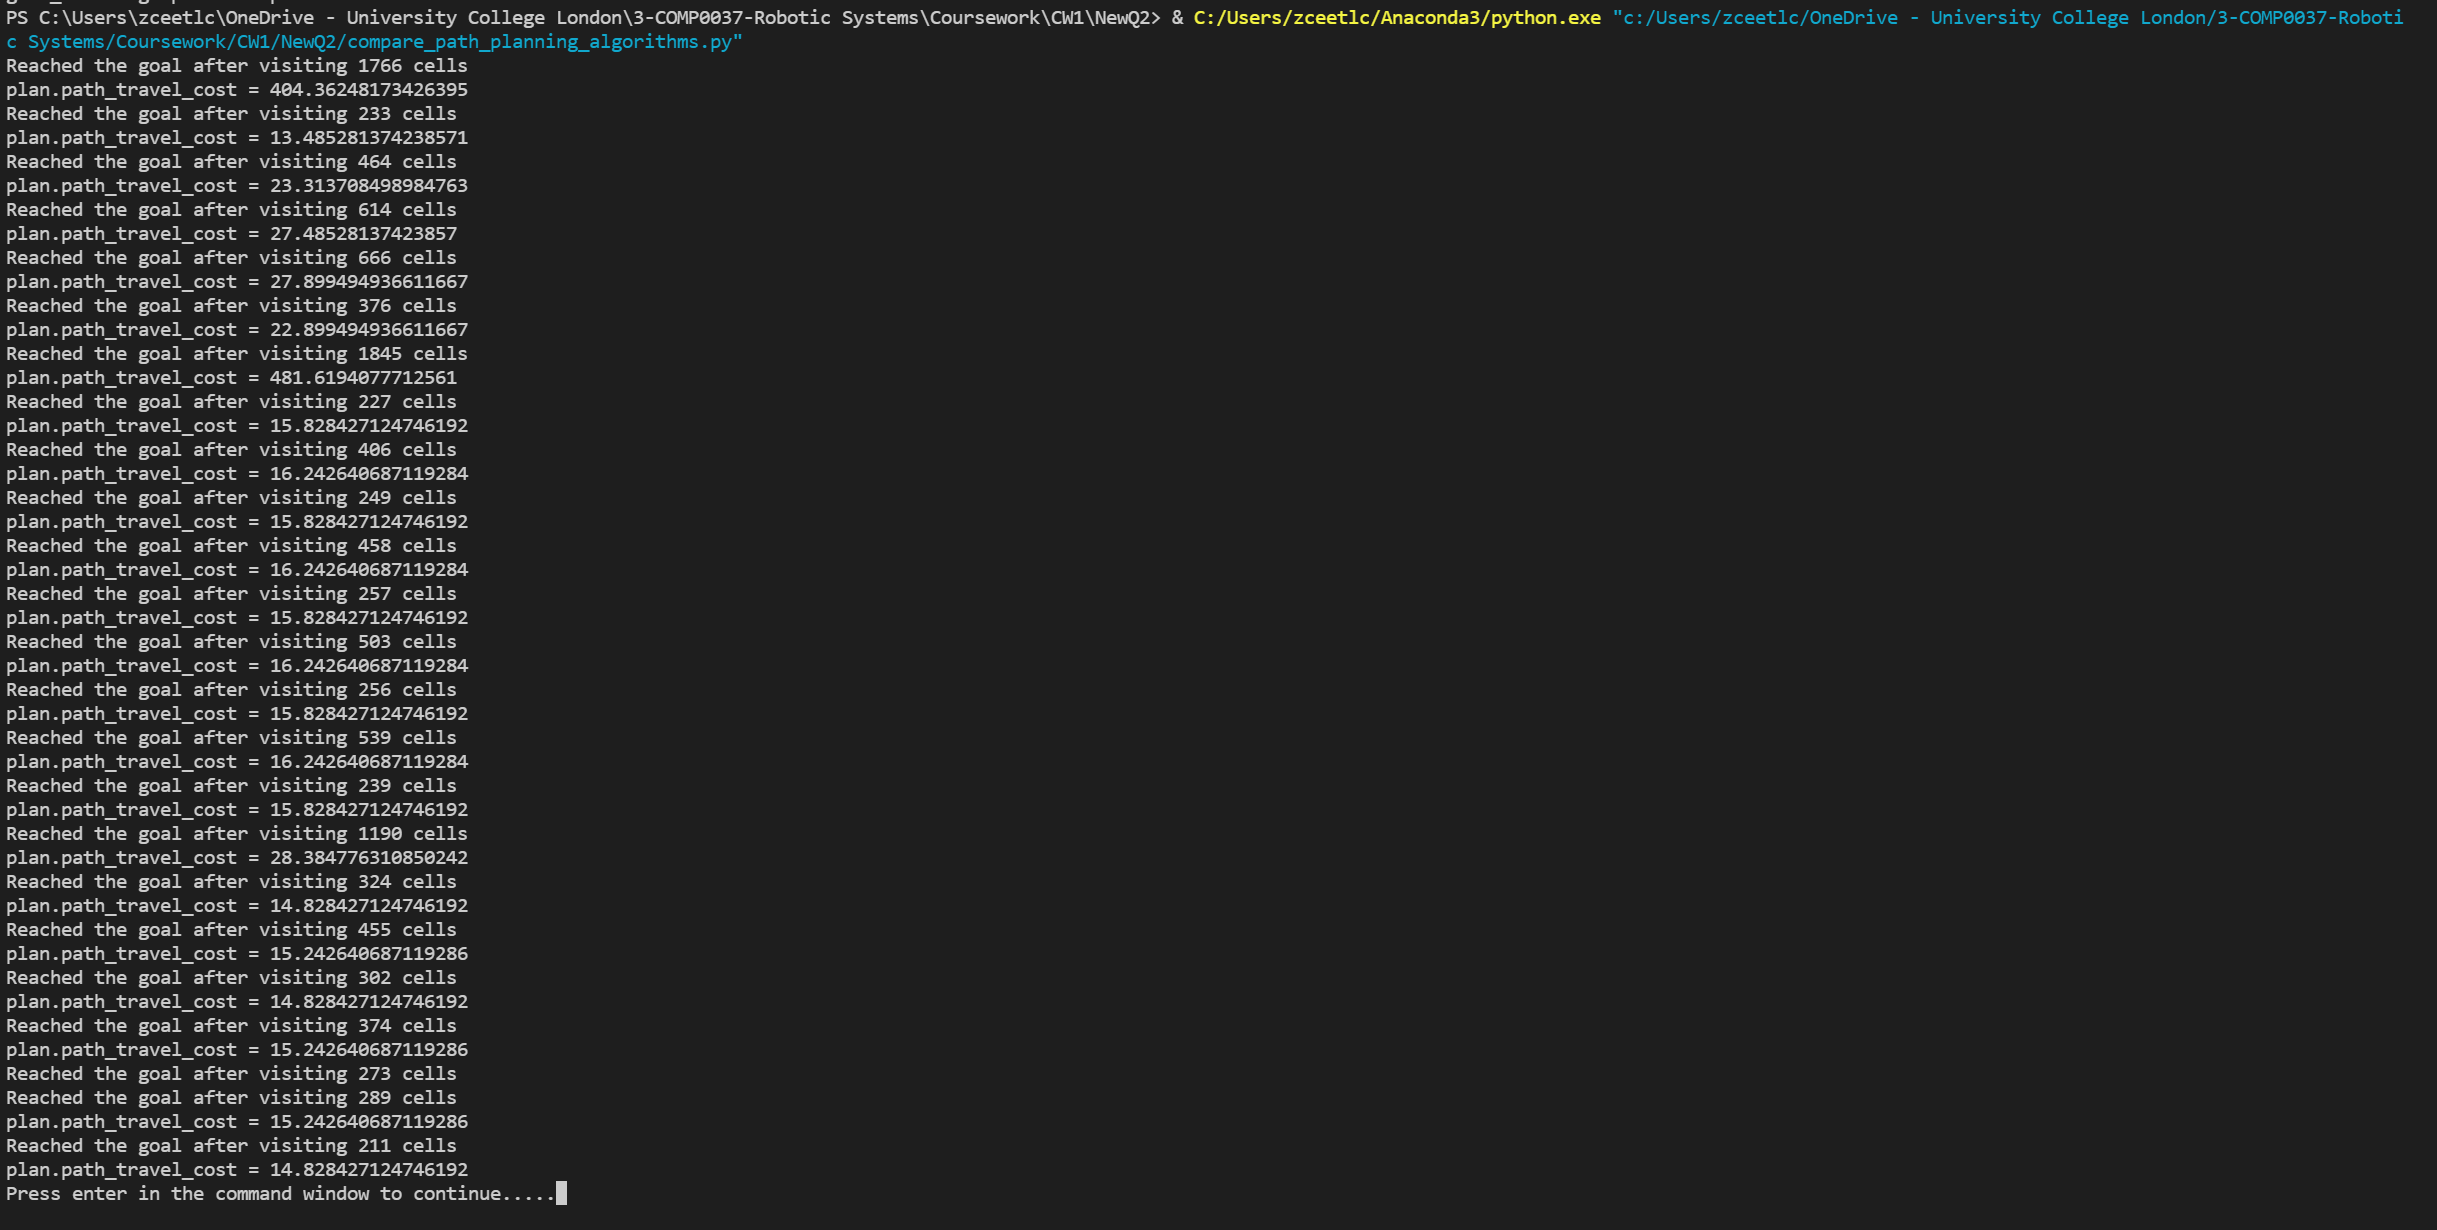 PS C:\Users\zceetlc\OneDrive - University College London\3-COMP0037-Robotic Systems\Coursework\CW1\NewQ2> & C:/Users/zceetlc/Anaconda3/python.exe "c:/Users/zceetlc/OneDrive - University College London/3-COMP0037-Roboti
c Systems/Coursework/CW1/NewQ2/compare_path_planning_algorithms.py"
Reached the goal after visiting 1766 cells
plan.path_travel_cost = 404.36248173426395
Reached the goal after visiting 233 cells
plan.path_travel_cost = 13.485281374238571
Reached the goal after visiting 464 cells
plan.path_travel_cost = 23.313708498984763
Reached the goal after visiting 614 cells
plan.path_travel_cost = 27.48528137423857
Reached the goal after visiting 666 cells
plan.path_travel_cost = 27.899494936611667
Reached the goal after visiting 376 cells
plan.path_travel_cost = 22.899494936611667
Reached the goal after visiting 1845 cells
plan.path_travel_cost = 481.6194077712561
Reached the goal after visiting 227 cells
plan.path_travel_cost = 15.828427124746192
Reached the goal after visiting 406 cells
plan.path_travel_cost = 16.242640687119284
Reached the goal after visiting 249 cells
plan.path_travel_cost = 15.828427124746192
Reached the goal after visiting 458 cells
plan.path_travel_cost = 16.242640687119284
Reached the goal after visiting 257 cells
plan.path_travel_cost = 15.828427124746192
Reached the goal after visiting 503 cells
plan.path_travel_cost = 16.242640687119284
Reached the goal after visiting 256 cells
plan.path_travel_cost = 15.828427124746192
Reached the goal after visiting 539 cells
plan.path_travel_cost = 16.242640687119284
Reached the goal after visiting 239 cells
plan.path_travel_cost = 15.828427124746192
Reached the goal after visiting 1190 cells
plan.path_travel_cost = 28.384776310850242
Reached the goal after visiting 324 cells
plan.path_travel_cost = 14.828427124746192
Reached the goal after visiting 455 cells
plan.path_travel_cost = 15.242640687119286
Reached the goal after visiting 302 cells
plan.path_travel_cost = 14.828427124746192
Reached the goal after visiting 374 cells
plan.path_travel_cost = 15.242640687119286
Reached the goal after visiting 273 cells
Reached the goal after visiting 289 cells
plan.path_travel_cost = 15.242640687119286
Reached the goal after visiting 211 cells
plan.path_travel_cost = 14.828427124746192
Press enter in the command window to continue.....